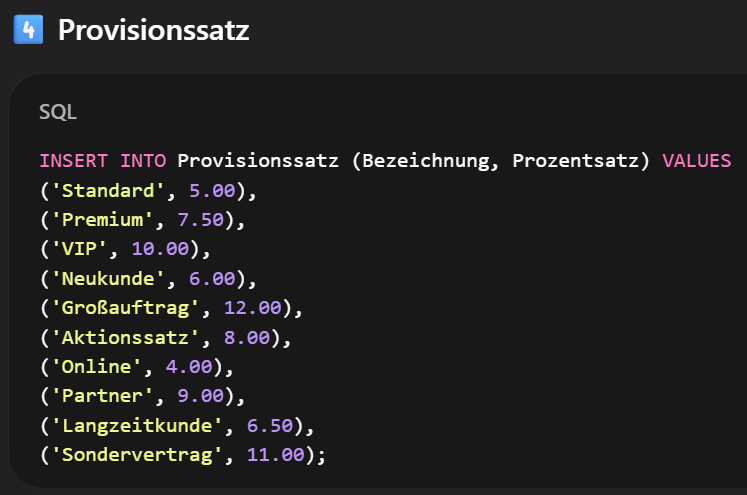 4 Provisionssatz
SQL
INSERT INTO Provisionssatz (Bezeichnung, Prozentsatz) VALUES
('Standard', 5.00),
('Premium', 7.50),
('VIP', 10.00),
('Neukunde', 6.00),
('Großauftrag', 12.00),
('Aktionssatz', 8.00),
('Online', 4.00),
('Partner', 9.00),
('Langzeitkunde', 6.50),
('Sondervertrag', 11.00);